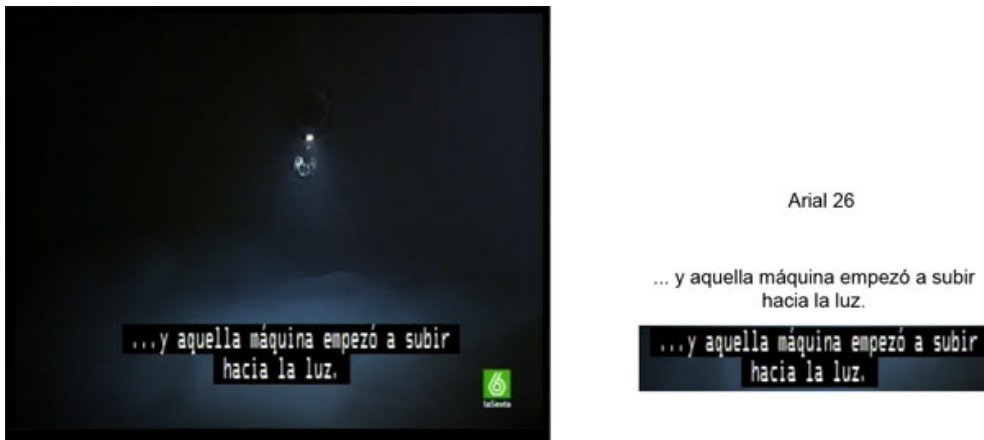 ...y aquella máquina empezó a subir
hacia la luz.
6
laSexta
Arial 26
... y aquella máquina empezó a subir
hacia la luz.
...y aquella máquina empezó a subir
hacia la luz.